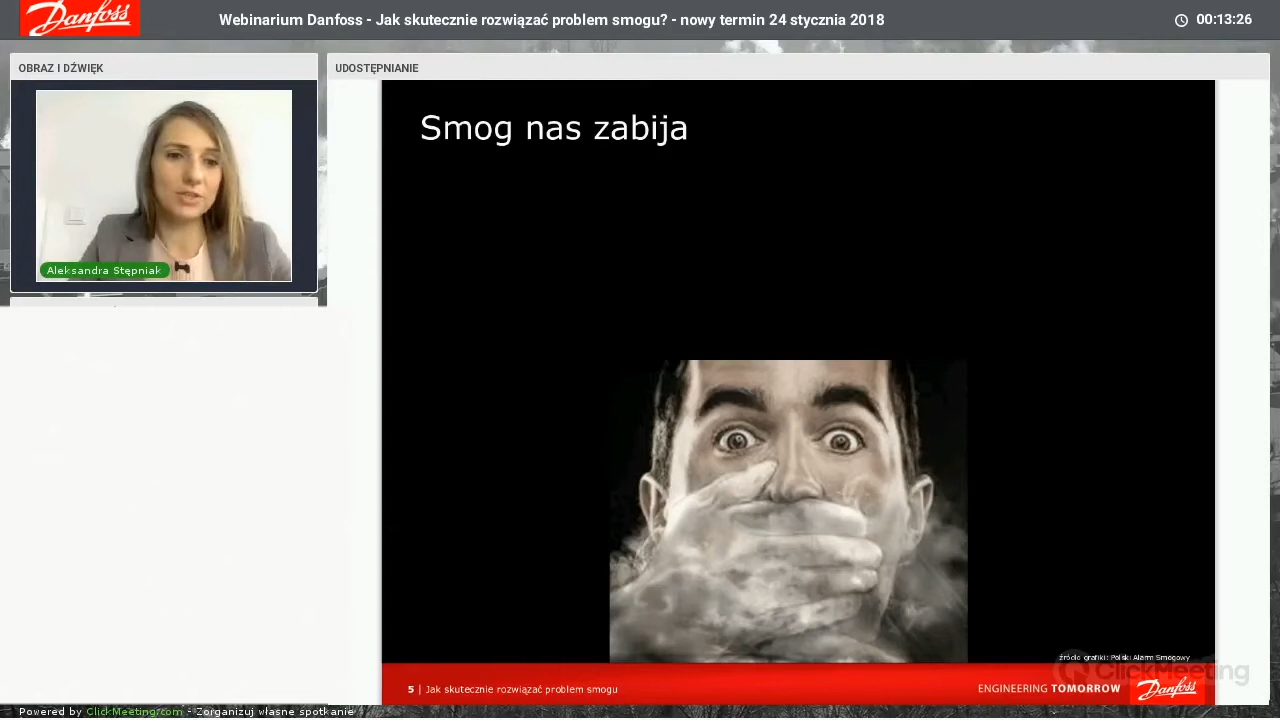 Danfoss
Webinarium Danfoss - Jak skutecznie rozwiązać problem smogu? - nowy termin 24 stycznia 2018
00:13:26
OBRAZ I DŹWIĘK
UDOSTĘPNIANIE
Aleksandra Stępniak
Smog nas zabija
źródło grafiki: Polski Alarm Smogowy
ClickMeeting
5 | Jak skutecznie rozwiązać problem smogu
ENGINEERING TOMORROW
Danfoss
Powered by ClickMeeting.com - Zorganizuj własne spotkanie